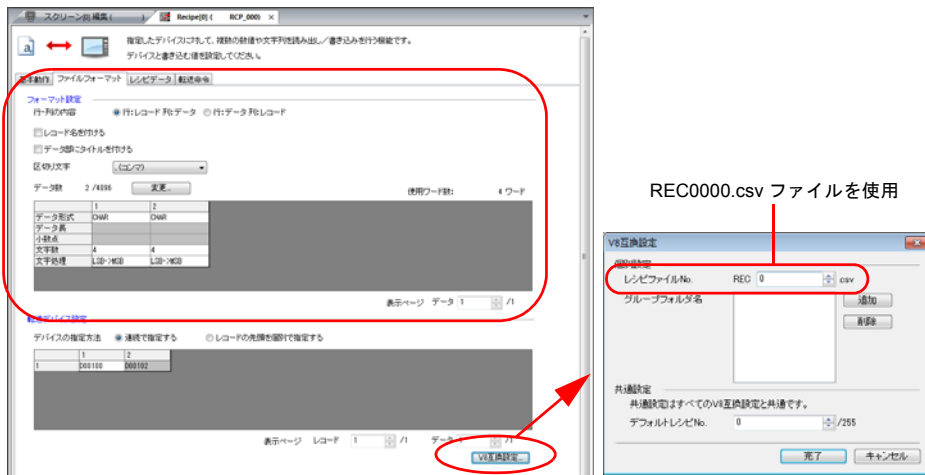 スクリーン[0] 編集 (        )
Recipe[0] (    RCP_000)  ×
指定したデバイスに対して、複数の数値や文字列を読み出し／書き込みを行う機能です。
デバイスと書き込む値を設定してください。
基本動作 ファイルフォーマット レシピデータ 転送命令
フォーマット設定
行・列の内容 行:レコード 列:データ 行:データ 列:レコード
レコード名を付ける
データ部にタイトルを付ける
区切り文字 ,(コンマ)
データ数 2 /4096 変更...
使用ワード数: 4 ワード
1 2
データ形式 CHAR CHAR
データ長
小数点
文字数 4 4
文字処理 LSB->MSB LSB->MSB
表示ページ データ 1 /1
転送デバイス設定
デバイスの指定方法 連続で指定する レコードの先頭を個別で指定する
1 2
1 D00100 D00102
表示ページ レコード 1 /1 データ /1
V8互換設定...
REC0000.csv ファイルを使用
V8互換設定
個別設定
レシピファイルNo. REC 0 .csv
グループフォルダ名
追加
削除
共通設定
共通設定はすべてのV8互換設定と共通です。
デフォルトレシピNo. 0 /255
完了 キャンセル